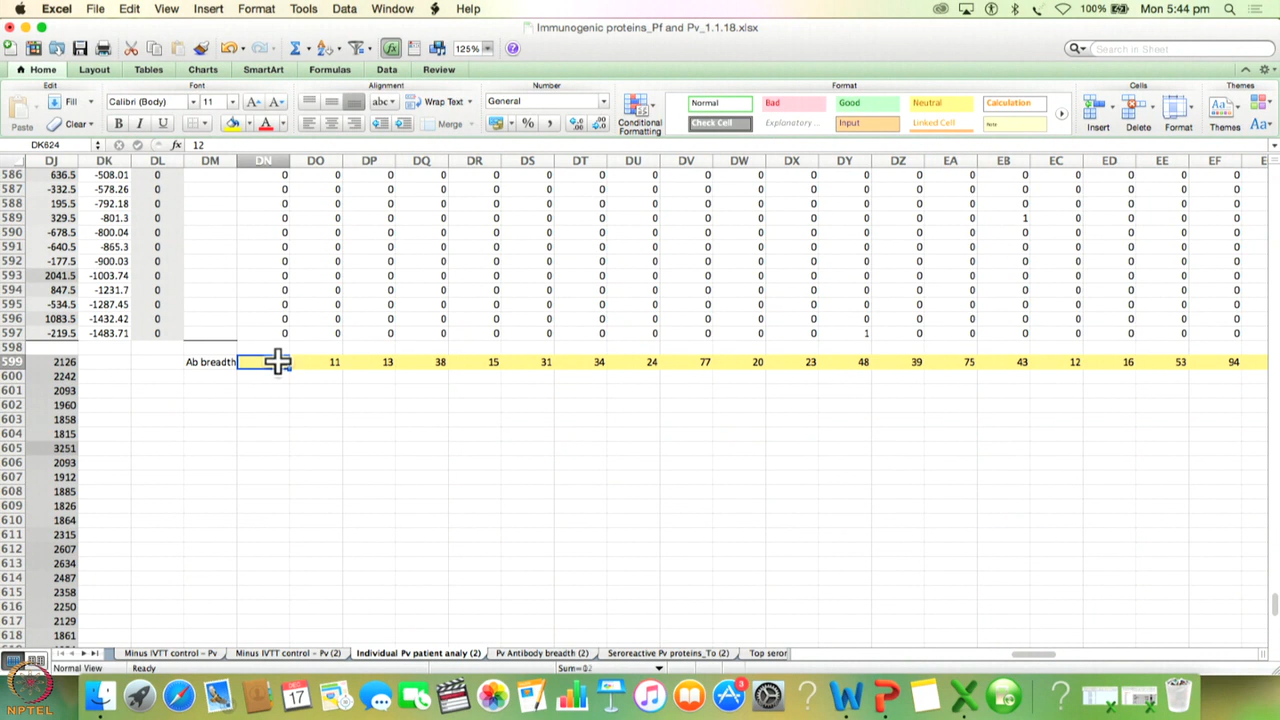 Excel File Edit View Insert Format Tools Data Window Help 100% Mon 5:44 pm
Immunogenic proteins_Pf and Pv_1.1.18.xlsx
125% Search in Sheet
Home Layout Tables Charts SmartArt Formulas Data Review
Edit Font Alignment Number Format Cells Themes
Paste Fill Calibri (Body) 11 abc Wrap Text General Conditional Formatting Normal Bad Good Neutral Calculation Insert Delete Format Themes Aa
Clear B I U A Merge % Check Cell Explanatory ... Input Linked Cell Note
DK624 fx 12
DJ DK DL DM DN DO DP DQ DR DS DT DU DV DW DX DY DZ EA EB EC ED EE EF
586 636.5 -508.01 0 0 0 0 0 0 0 0 0 0 0 0 0 0 0 0 0 0 0 0
587 -332.5 -578.26 0 0 0 0 0 0 0 0 0 0 0 0 0 0 0 0 0 0 0 0
588 195.5 -792.18 0 0 0 0 0 0 0 0 0 0 0 0 0 0 0 0 0 0 0 0
589 329.5 -801.3 0 0 0 0 0 0 0 0 0 0 0 0 0 0 0 1 0 0 0 0
590 -678.5 -800.04 0 0 0 0 0 0 0 0 0 0 0 0 0 0 0 0 0 0 0 0
591 -640.5 -865.3 0 0 0 0 0 0 0 0 0 0 0 0 0 0 0 0 0 0 0 0
592 -177.5 -900.03 0 0 0 0 0 0 0 0 0 0 0 0 0 0 0 0 0 0 0 0
593 2041.5 -1003.74 0 0 0 0 0 0 0 0 0 0 0 0 0 0 0 0 0 0 0 0
594 847.5 -1231.7 0 0 0 0 0 0 0 0 0 0 0 0 0 0 0 0 0 0 0 0
595 -534.5 -1287.45 0 0 0 0 0 0 0 0 0 0 0 0 0 0 0 0 0 0 0 0
596 1083.5 -1432.42 0 0 0 0 0 0 0 0 0 0 0 0 0 0 0 0 0 0 0 0
597 -219.5 -1483.71 0 0 0 0 0 0 0 0 0 0 0 0 1 0 0 0 0 0 0 0
598
599 2126 Ab breadth 11 13 38 15 31 34 24 77 20 23 48 39 75 43 12 16 53 94
600 2242
601 2093
602 1960
603 1858
604 1815
605 3251
606 2093
607 1912
608 1885
609 1826
610 1864
611 2315
612 2607
613 2634
614 2487
615 2358
616 2250
617 2129
618 1861
Minus IVTT control - Pv Minus IVTT control - Pv (2) Individual Pv patient analy (2) Pv Antibody breadth (2) Seroreactive Pv proteins_To (2) Top seror
Normal View Ready
17 3
NPTEL